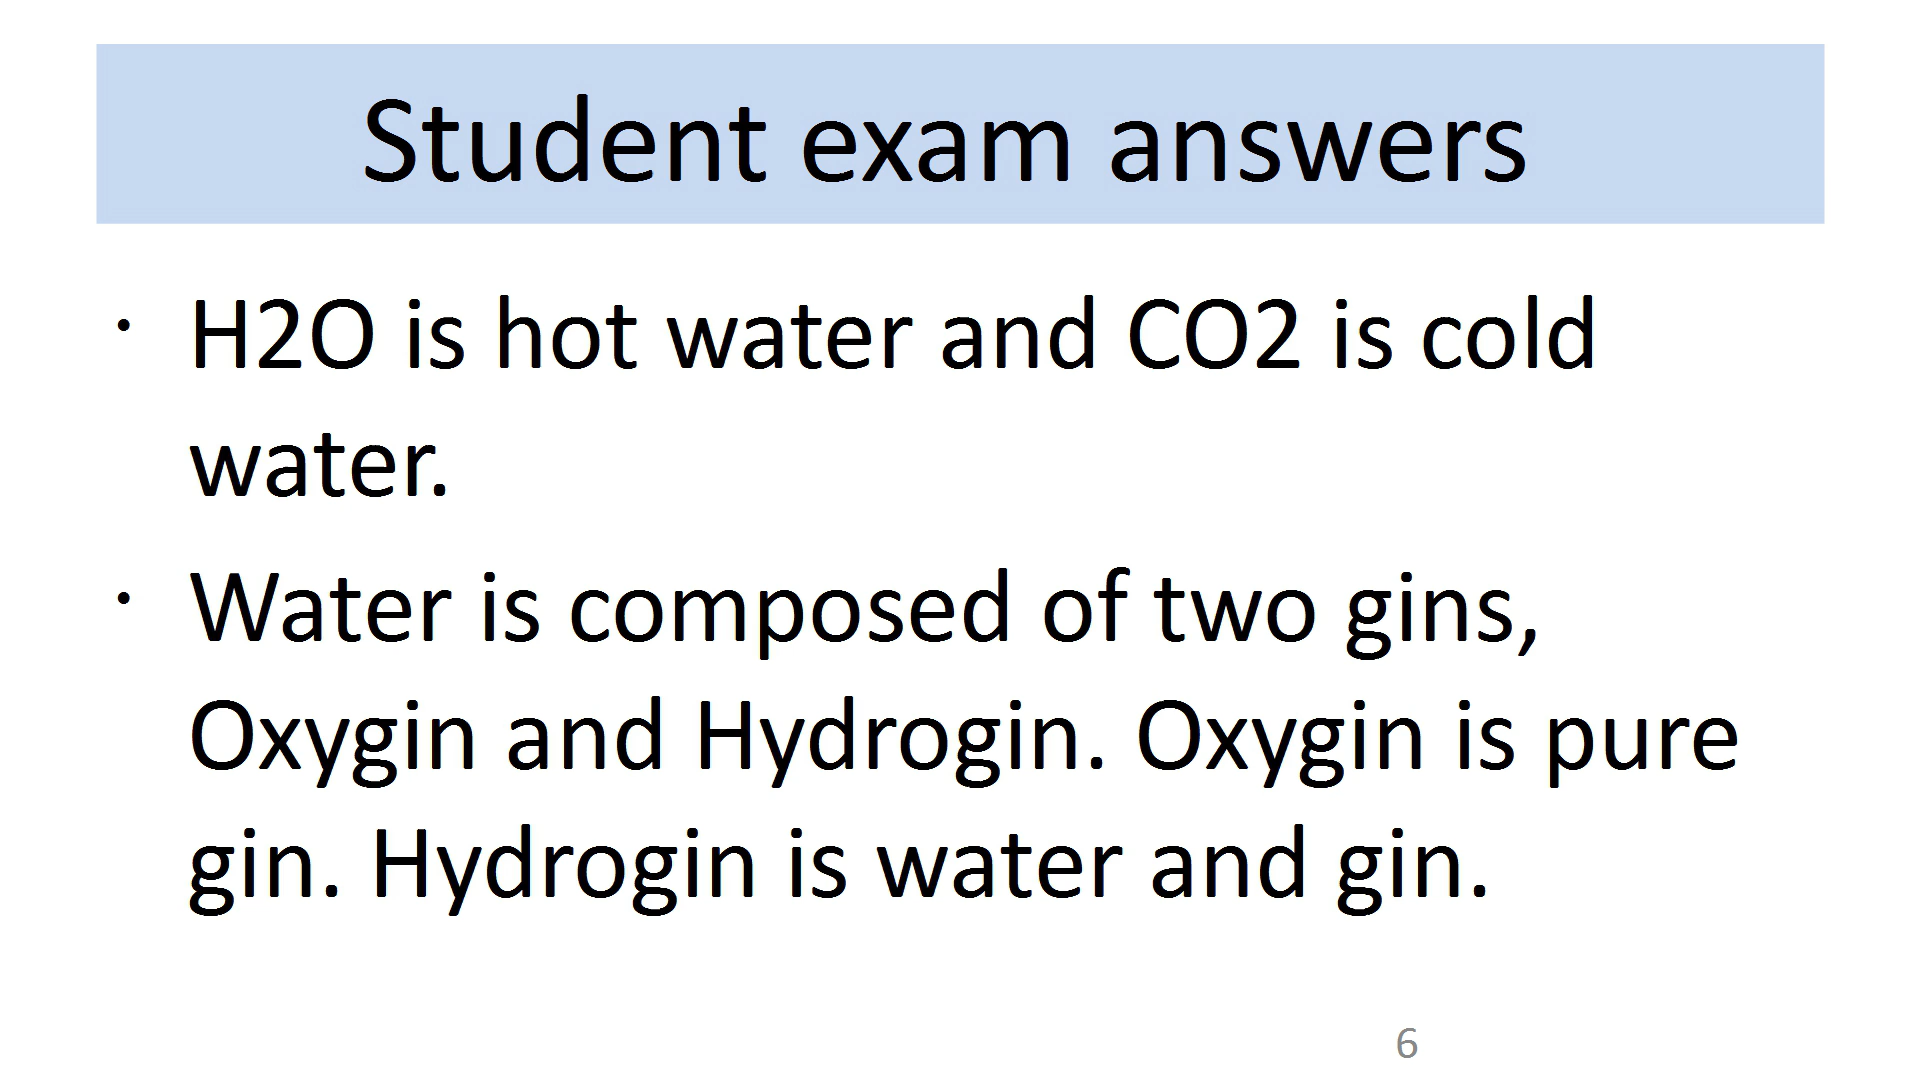 Student exam answers
• H2O is hot water and CO2 is cold
water.
• Water is composed of two gins,
Oxygin and Hydrogin. Oxygin is pure
gin. Hydrogin is water and gin.
6